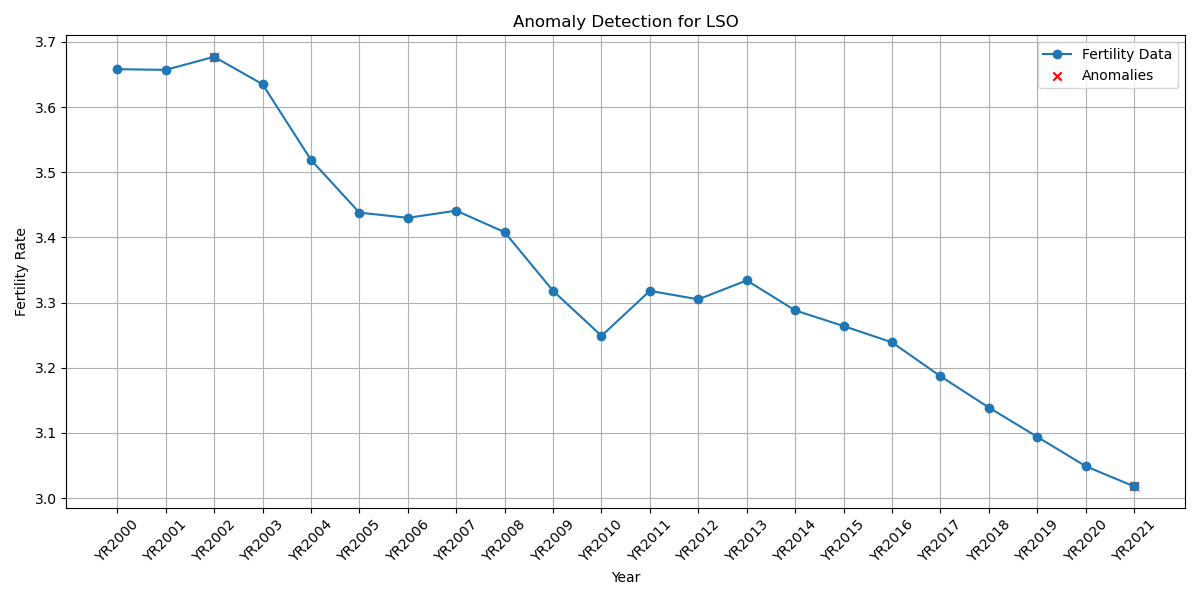 Anomaly Detection for LSO
Fertility Data
Anomalies
Fertility Rate
3.7
3.6
3.5
3.4
3.3
3.2
3.1
3.0
YR2000
YR2001
YR2002
YR2003
YR2004
YR2005
YR2006
YR2007
YR2008
YR2009
YR2010
YR2011
YR2012
YR2013
YR2014
YR2015
YR2016
YR2017
YR2018
YR2019
YR2020
YR2021
Year